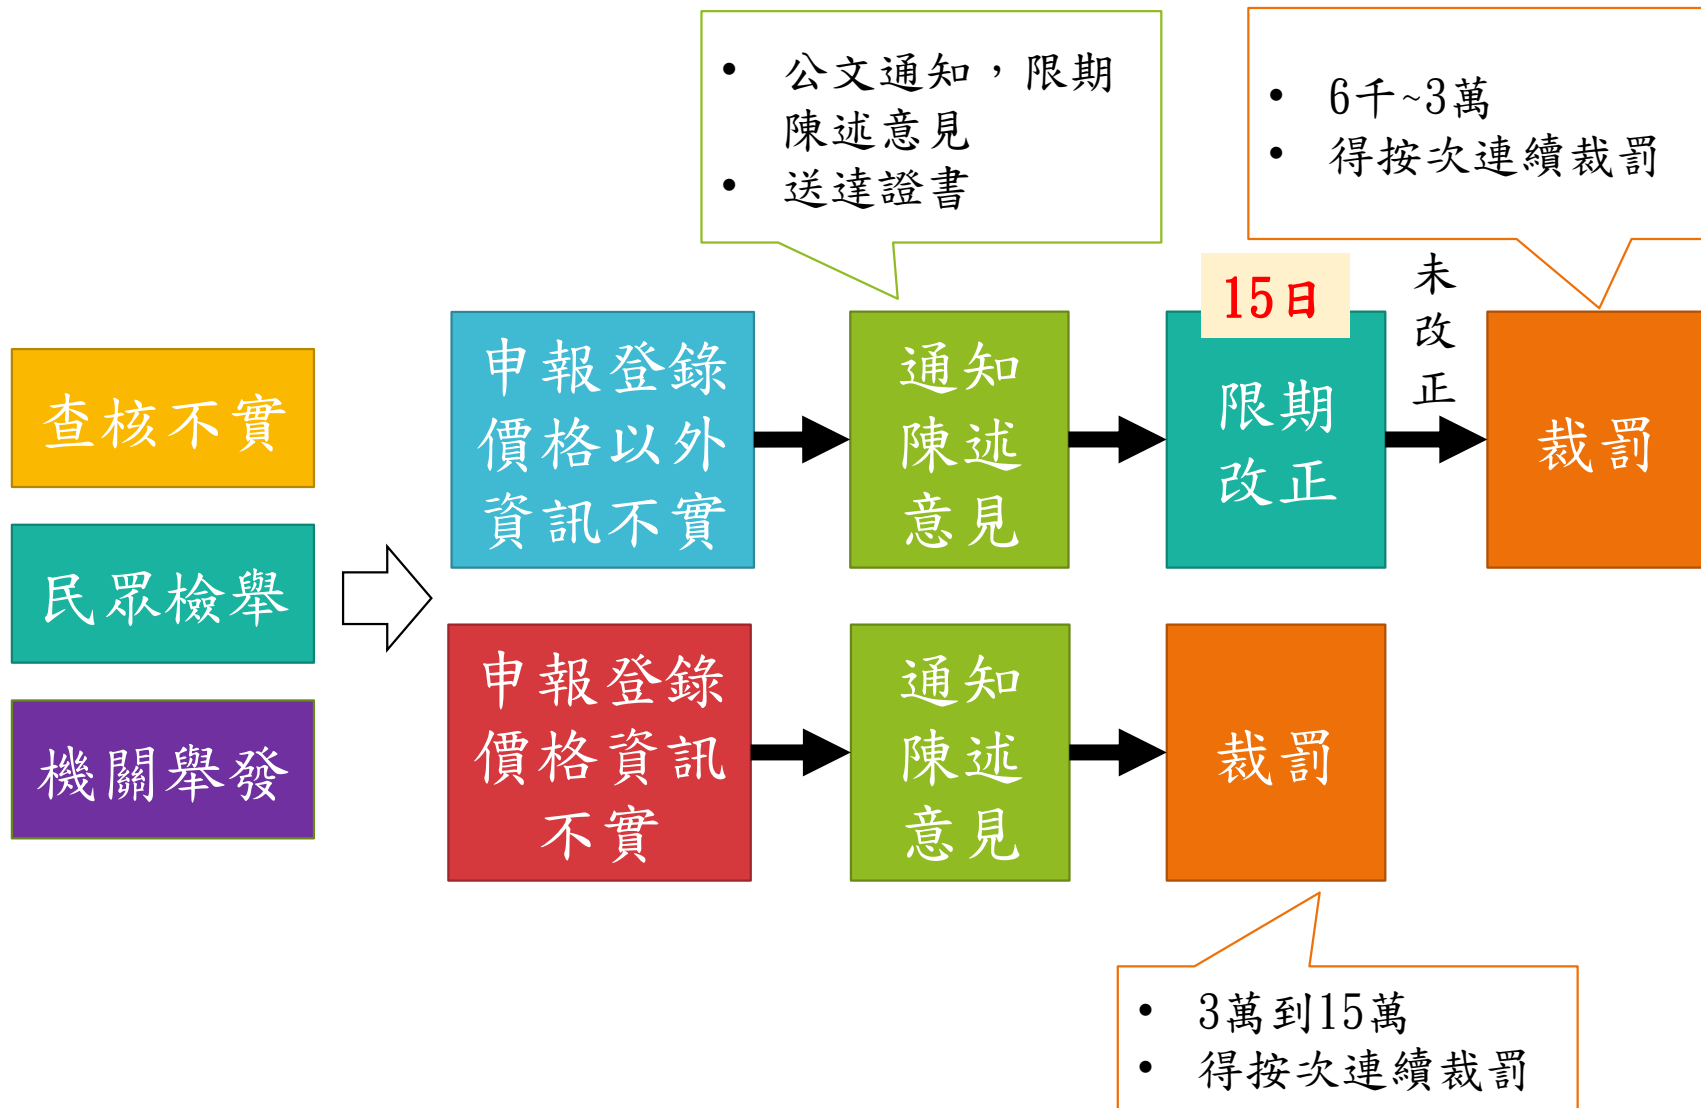 • 公文通知，限期
陳述意見
• 送達證書
• 6千~3萬
• 得按次連續裁罰
查核不實
民眾檢舉
機關舉發
申報登錄
價格以外
資訊不實
通知
陳述
意見
15日
限期
改正
未
改
正
裁罰
申報登錄
價格資訊
不實
通知
陳述
意見
裁罰
• 3萬到15萬
• 得按次連續裁罰